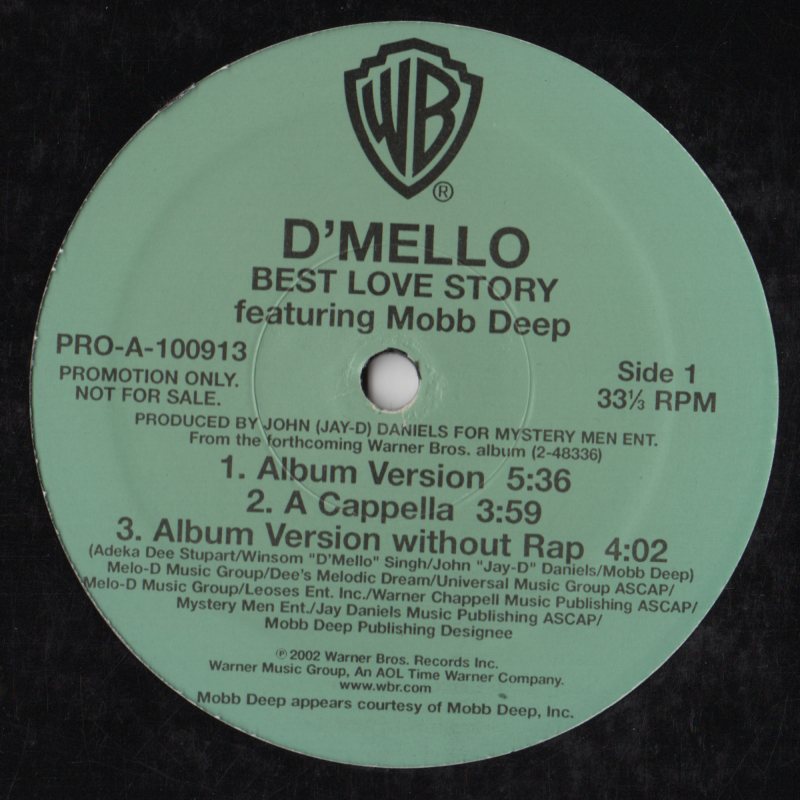 WB
®
D'MELLO
BEST LOVE STORY
featuring Mobb Deep
PRO-A-100913
PROMOTION ONLY.
NOT FOR SALE.
Side 1
33⅓ RPM
PRODUCED BY JOHN (JAY-D) DANIELS FOR MYSTERY MEN ENT.
From the forthcoming Warner Bros. album (2-48336)
1. Album Version 5:36
2. A Cappella 3:59
3. Album Version without Rap 4:02
(Adeka Dee Stupart/Winsom "D'Mello" Singh/John "Jay-D" Daniels/Mobb Deep)
Melo-D Music Group/Dee's Melodic Dream/Universal Music Group ASCAP/
Melo-D Music Group/Leoses Ent. Inc./Warner Chappell Music Publishing ASCAP/
Mystery Men Ent./Jay Daniels Music Publishing ASCAP/
Mobb Deep Publishing Designee
℗ 2002 Warner Bros. Records Inc.
Warner Music Group, An AOL Time Warner Company.
www.wbr.com
Mobb Deep appears courtesy of Mobb Deep, Inc.